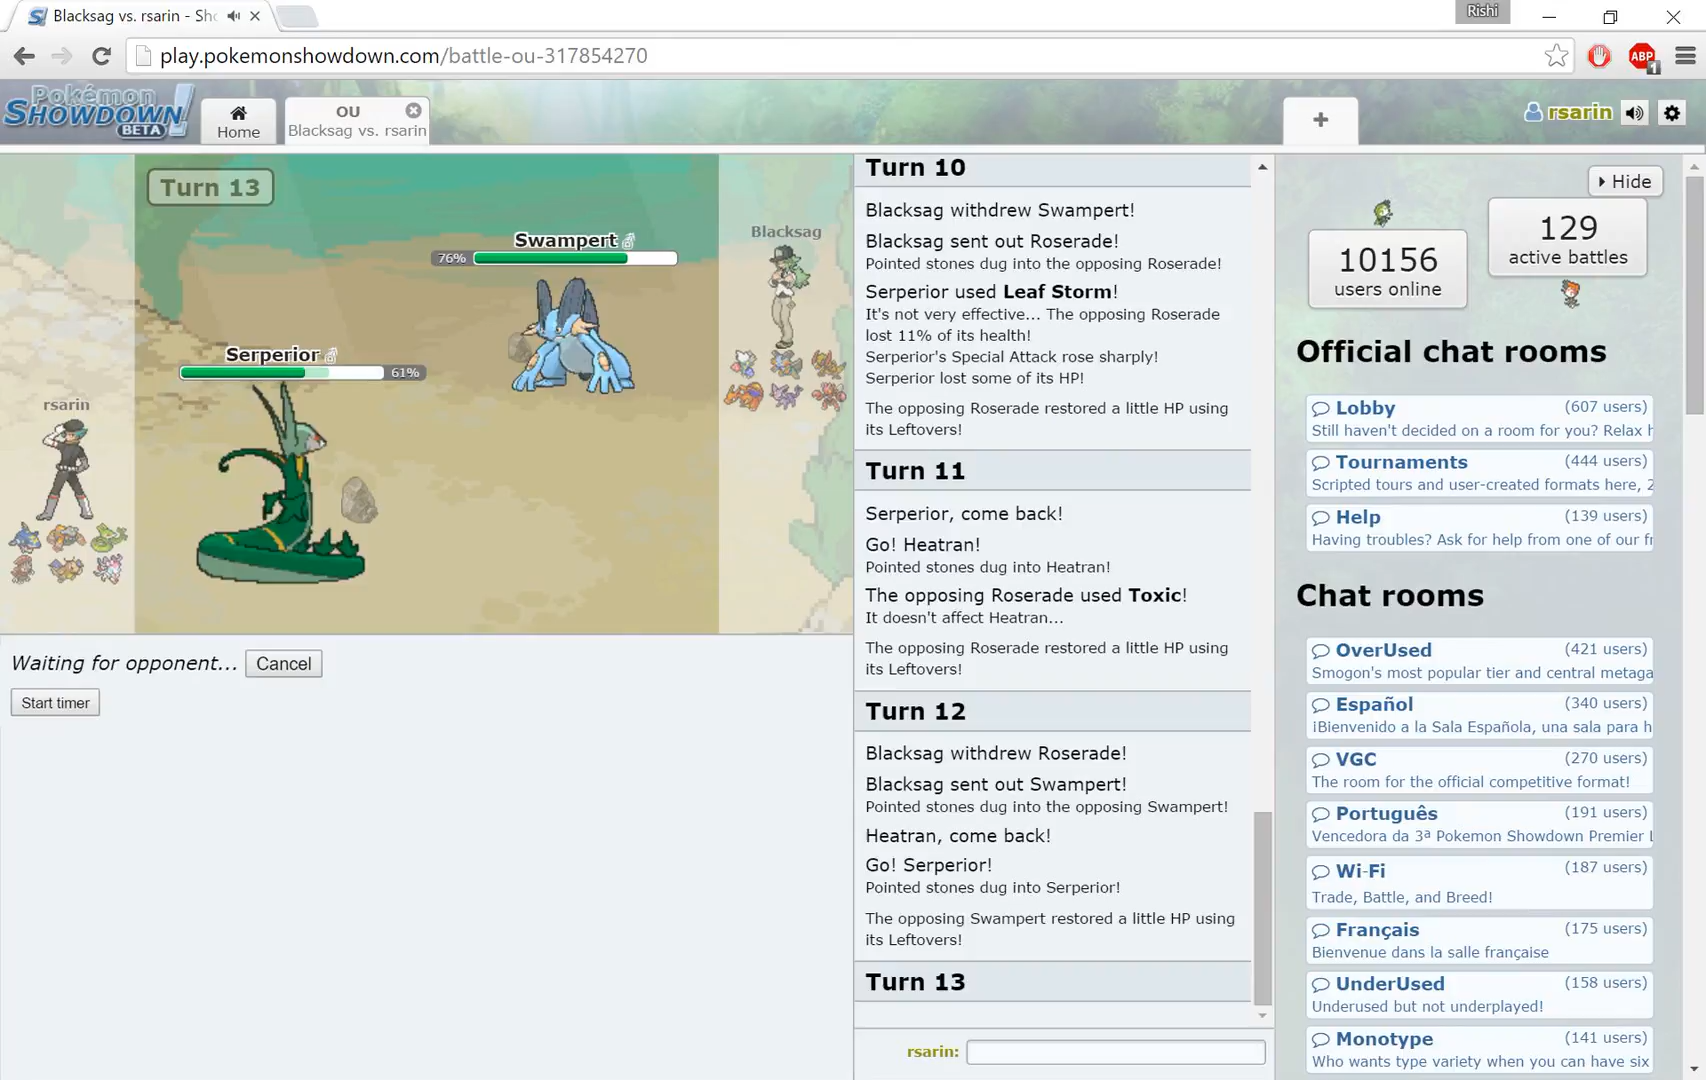 Blacksag vs. rsarin - Sho
Rishi
play.pokemonshowdown.com/battle-ou-317854270
ABP
1
Pokémon
SHOWDOWN!
BETA
Home
OU
Blacksag vs. rsarin
+
rsarin
Turn 13
Swampert
76%
Serperior
61%
rsarin
Blacksag
Waiting for opponent...
Cancel
Start timer
Turn 10
Blacksag withdrew Swampert!
Blacksag sent out Roserade!
Pointed stones dug into the opposing Roserade!
Serperior used Leaf Storm!
It's not very effective... The opposing Roserade
lost 11% of its health!
Serperior's Special Attack rose sharply!
Serperior lost some of its HP!
The opposing Roserade restored a little HP using
its Leftovers!
Turn 11
Serperior, come back!
Go! Heatran!
Pointed stones dug into Heatran!
The opposing Roserade used Toxic!
It doesn't affect Heatran...
The opposing Roserade restored a little HP using
its Leftovers!
Turn 12
Blacksag withdrew Roserade!
Blacksag sent out Swampert!
Pointed stones dug into the opposing Swampert!
Heatran, come back!
Go! Serperior!
Pointed stones dug into Serperior!
The opposing Swampert restored a little HP using
its Leftovers!
Turn 13
rsarin:
Hide
10156
users online
129
active battles
Official chat rooms
Lobby (607 users)
Still haven't decided on a room for you? Relax h
Tournaments (444 users)
Scripted tours and user-created formats here, 2
Help (139 users)
Having troubles? Ask for help from one of our fr
Chat rooms
OverUsed (421 users)
Smogon's most popular tier and central metaga
Español (340 users)
¡Bienvenido a la Sala Española, una sala para h
VGC (270 users)
The room for the official competitive format!
Português (191 users)
Vencedora da 3ª Pokemon Showdown Premier L
Wi-Fi (187 users)
Trade, Battle, and Breed!
Français (175 users)
Bienvenue dans la salle française
UnderUsed (158 users)
Underused but not underplayed!
Monotype (141 users)
Who wants type variety when you can have six